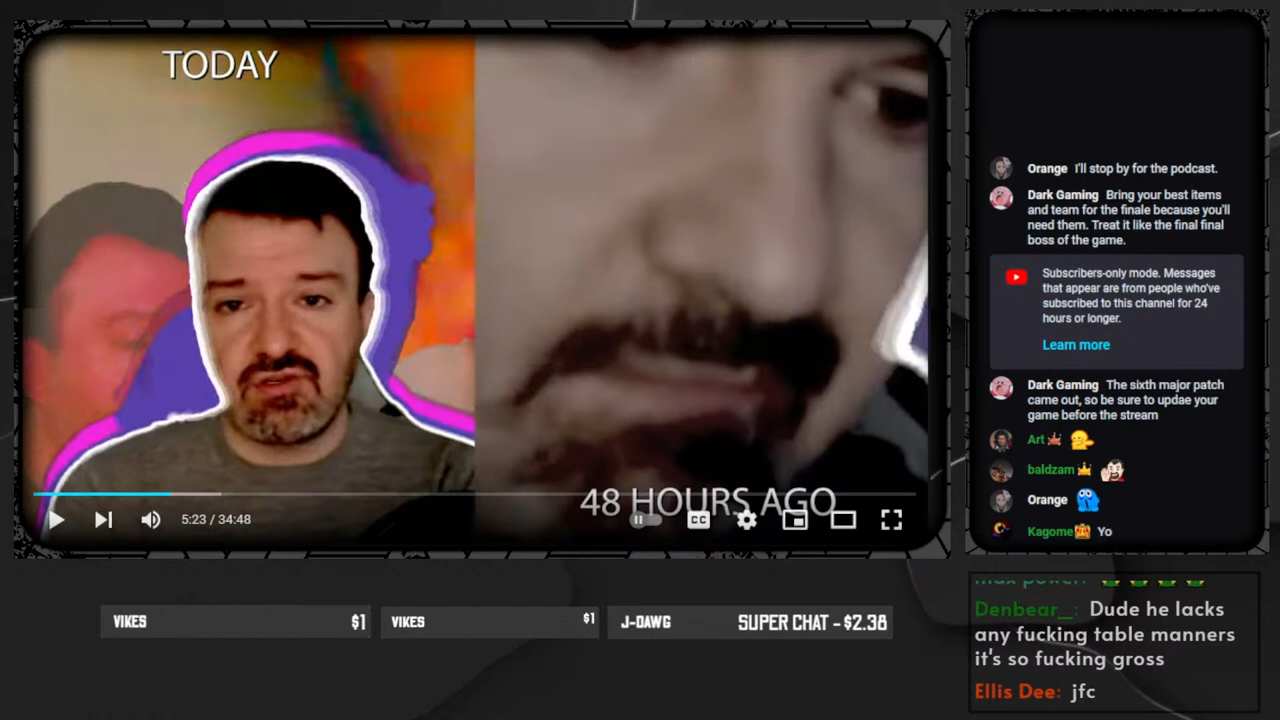 TODAY
48 HOURS AGO
5:23 / 34:48
CC
Orange I'll stop by for the podcast.
Dark Gaming Bring your best items
and team for the finale because you'll
need them. Treat it like the final final
boss of the game.
Subscribers-only mode. Messages
that appear are from people who've
subscribed to this channel for 24
hours or longer.
Learn more
Dark Gaming The sixth major patch
came out, so be sure to updae your
game before the stream
Art
baldzam
Orange
Kagome Yo
VIKES $1
VIKES $1
J-DAWG SUPER CHAT - $2.38
max power:
Denbear_: Dude he lacks
any fucking table manners
it's so fucking gross
Ellis Dee: jfc